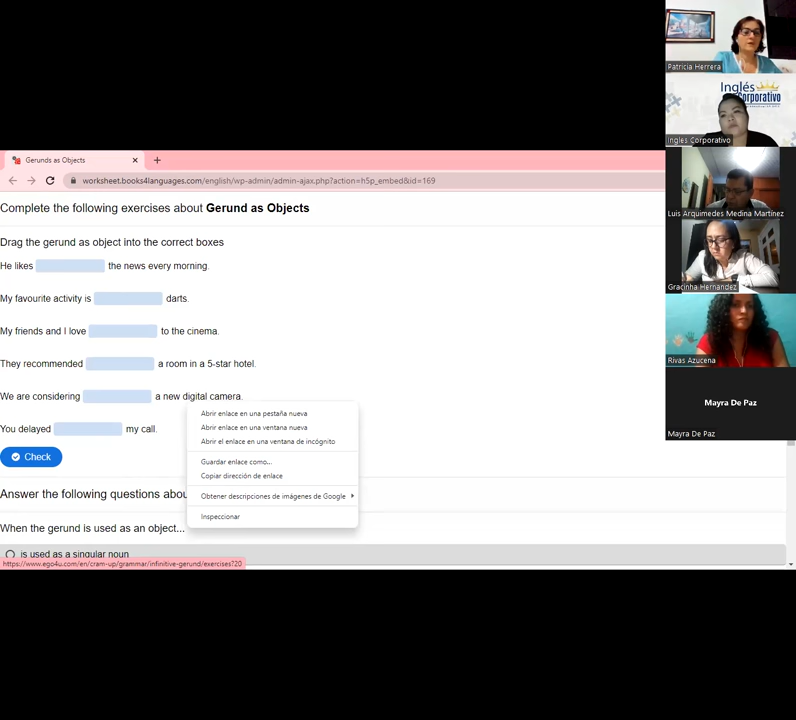 Gerunds as Objects
worksheet.books4languages.com/english/wp-admin/admin-ajax.php?action=h5p_embed&id=169
Complete the following exercises about Gerund as Objects
Drag the gerund as object into the correct boxes
He likes the news every morning.
My favourite activity is darts.
My friends and I love to the cinema.
They recommended a room in a 5-star hotel.
We are considering a new digital camera.
You delayed my call.
Check
Answer the following questions abou
When the gerund is used as an object...
is used as a singular noun
https://www.ego4u.com/en/cram-up/grammar/infinitive-gerund/exercises?20
Abrir enlace en una pestaña nueva
Abrir enlace en una ventana nueva
Abrir el enlace en una ventana de incógnito
Guardar enlace como...
Copiar dirección de enlace
Obtener descripciones de imágenes de Google
Inspeccionar
Patricia Herrera
Inglés
Corporativo
Ingles Corporativo
Luis Arquimedes Medina Martínez
Gracinha Hernandez
Rivas Azucena
Mayra De Paz
Mayra De Paz